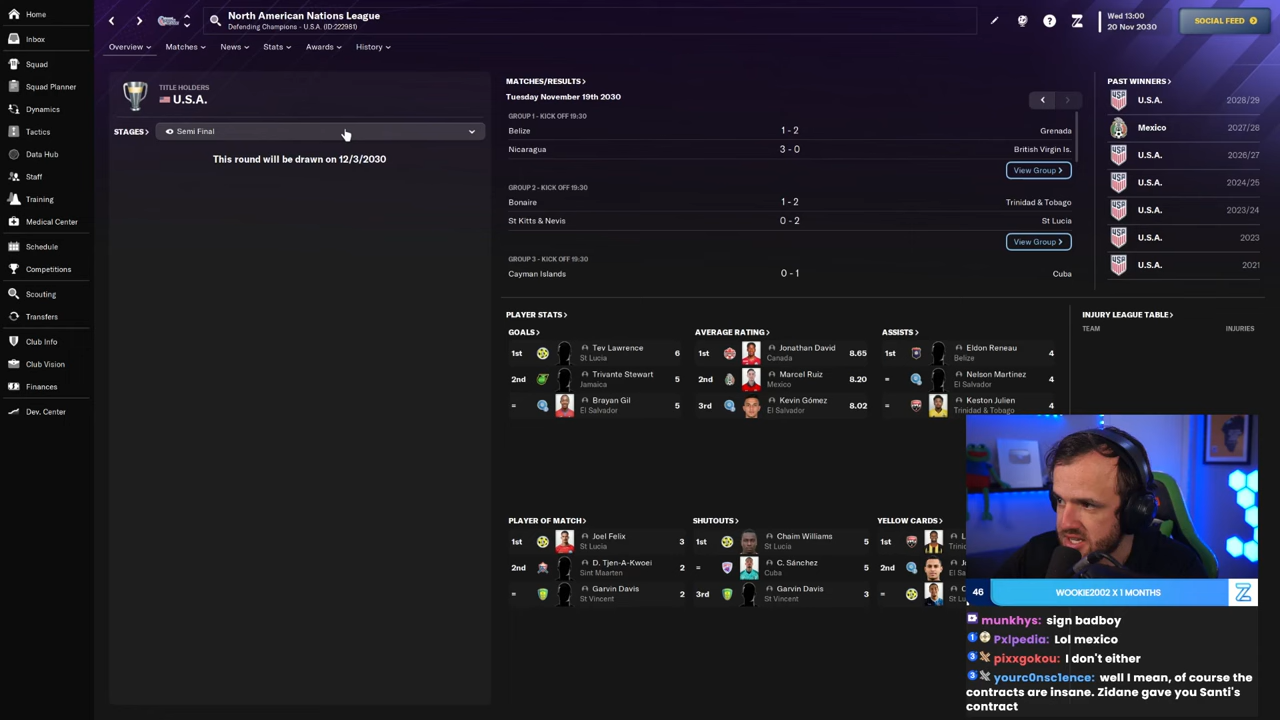 Home
Inbox
Squad
Squad Planner
Dynamics
Tactics
Data Hub
Staff
Training
Medical Center
Schedule
Competitions
Scouting
Transfers
Club Info
Club Vision
Finances
Dev. Center
North American Nations League
Defending Champions - U.S.A. (ID:222981)
Wed 13:00
20 Nov 2030
SOCIAL FEED
Overview
Matches
News
Stats
Awards
History
TITLE HOLDERS
U.S.A.
STAGES
Semi Final
This round will be drawn on 12/3/2030
MATCHES/RESULTS
Tuesday November 19th 2030
GROUP 1 - KICK OFF 19:30
Belize 1 - 2 Grenada
Nicaragua 3 - 0 British Virgin Is.
View Group
GROUP 2 - KICK OFF 19:30
Bonaire 1 - 2 Trinidad & Tobago
St Kitts & Nevis 0 - 2 St Lucia
View Group
GROUP 3 - KICK OFF 19:30
Cayman Islands 0 - 1 Cuba
PAST WINNERS
U.S.A. 2028/29
Mexico 2027/28
U.S.A. 2026/27
U.S.A. 2024/25
U.S.A. 2023/24
U.S.A. 2023
U.S.A. 2021
PLAYER STATS
GOALS
1st Tev Lawrence 6
St Lucia
2nd Trivante Stewart 5
Jamaica
= Brayan Gil 5
El Salvador
AVERAGE RATING
1st Jonathan David 8.65
Canada
2nd Marcel Ruiz 8.20
Mexico
3rd Kevin Gómez 8.02
El Salvador
ASSISTS
1st Eldon Reneau 4
Belize
= Nelson Martinez 4
El Salvador
= Keston Julien 4
Trinidad & Tobago
INJURY LEAGUE TABLE
TEAM INJURIES
PLAYER OF MATCH
1st Joel Felix 3
St Lucia
2nd D. Tjen-A-Kwoei 2
Sint Maarten
= Garvin Davis 2
St Vincent
SHUTOUTS
1st Chaim Williams 5
St Lucia
= C. Sánchez 5
Cuba
3rd Garvin Davis 3
St Vincent
YELLOW CARDS
1st L
Trini
2nd J
El Sa
= C
St Lu
46 WOOKIE2002 X 1 MONTHS
munkhys: sign badboy
Pxlpedia: Lol mexico
pixxgokou: I don't either
yourc0nsc1ence: well I mean, of course the
contracts are insane. Zidane gave you Santi's
contract